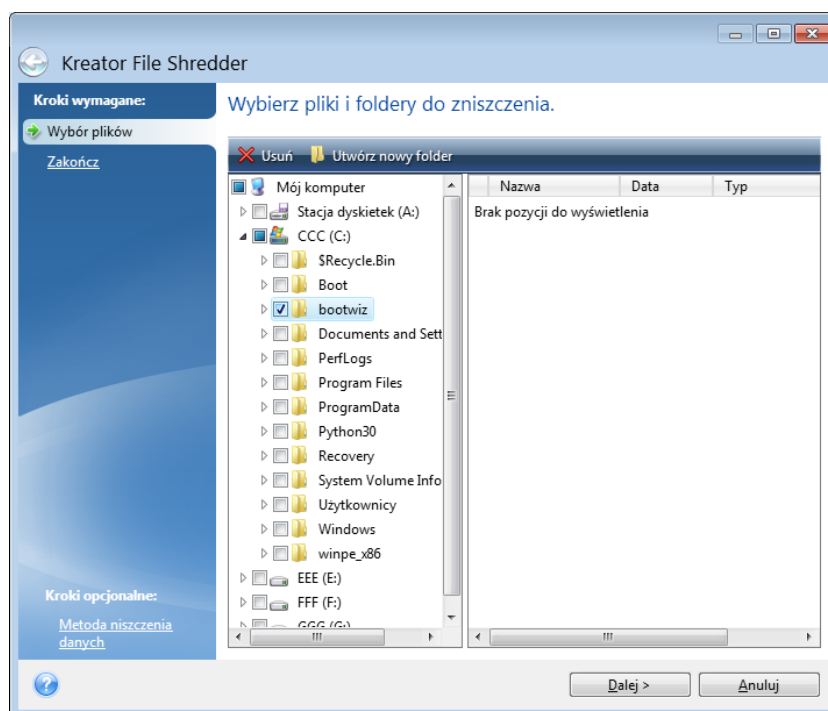 Kreator File Shredder
Kroki wymagane:
Wybór plików
Zakończ
Kroki opcjonalne:
Metoda niszczenia
danych
Wybierz pliki i foldery do zniszczenia.
Usuń Utwórz nowy folder
Mój komputer
Stacja dyskietek (A:)
CCC (C:)
$Recycle.Bin
Boot
bootwiz
Documents and Sett
PerfLogs
Program Files
ProgramData
Python30
Recovery
System Volume Info
Użytkownicy
Windows
winpe_x86
EEE (E:)
FFF (F:)
GGG (G:)
Nazwa Data Typ
Brak pozycji do wyświetlenia
Dalej >
Anuluj